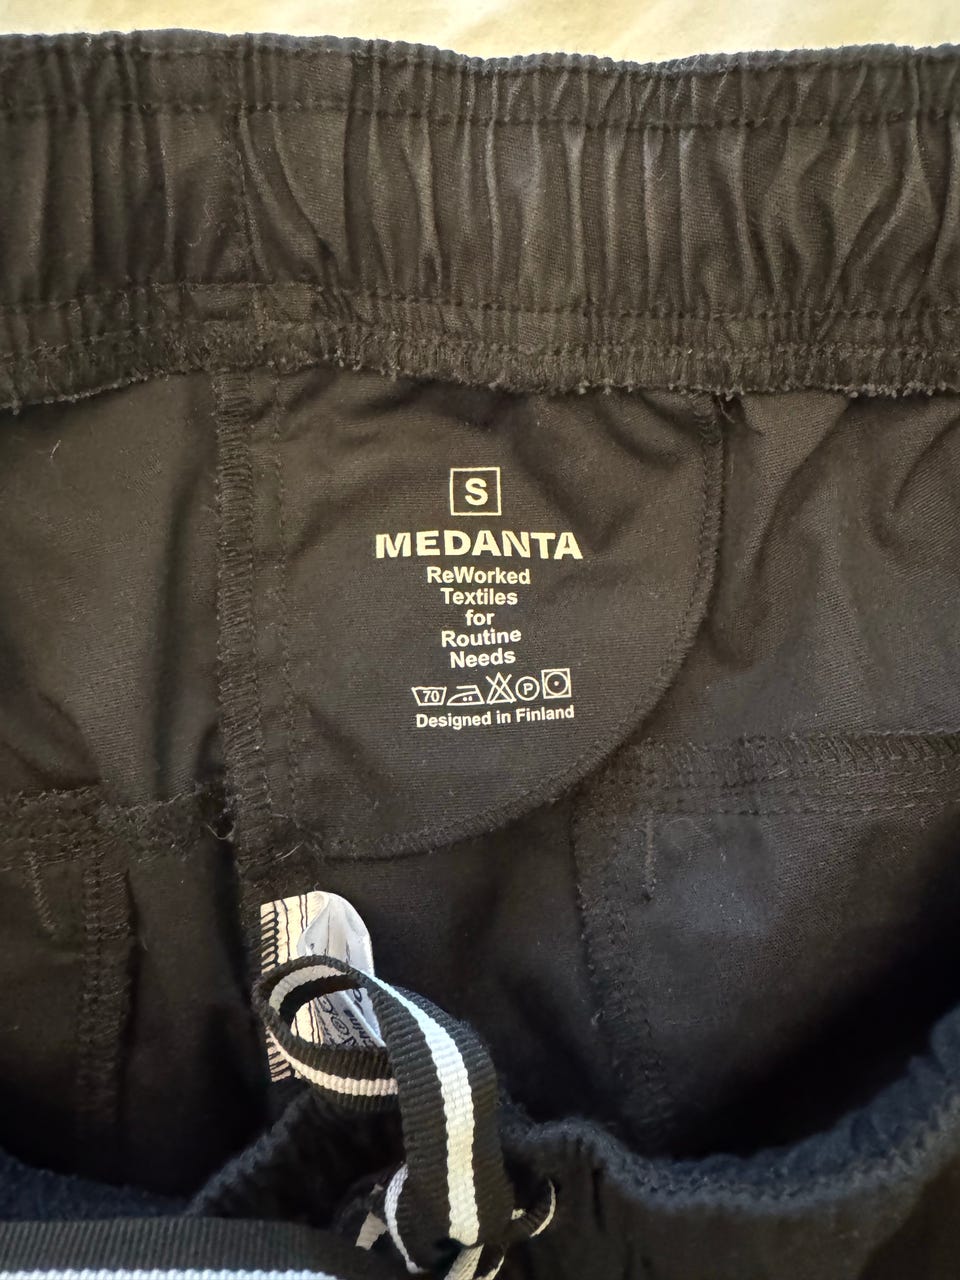 S
MEDANTA
ReWorked
Textiles
for
Routine
Needs
70 P
Designed in Finland